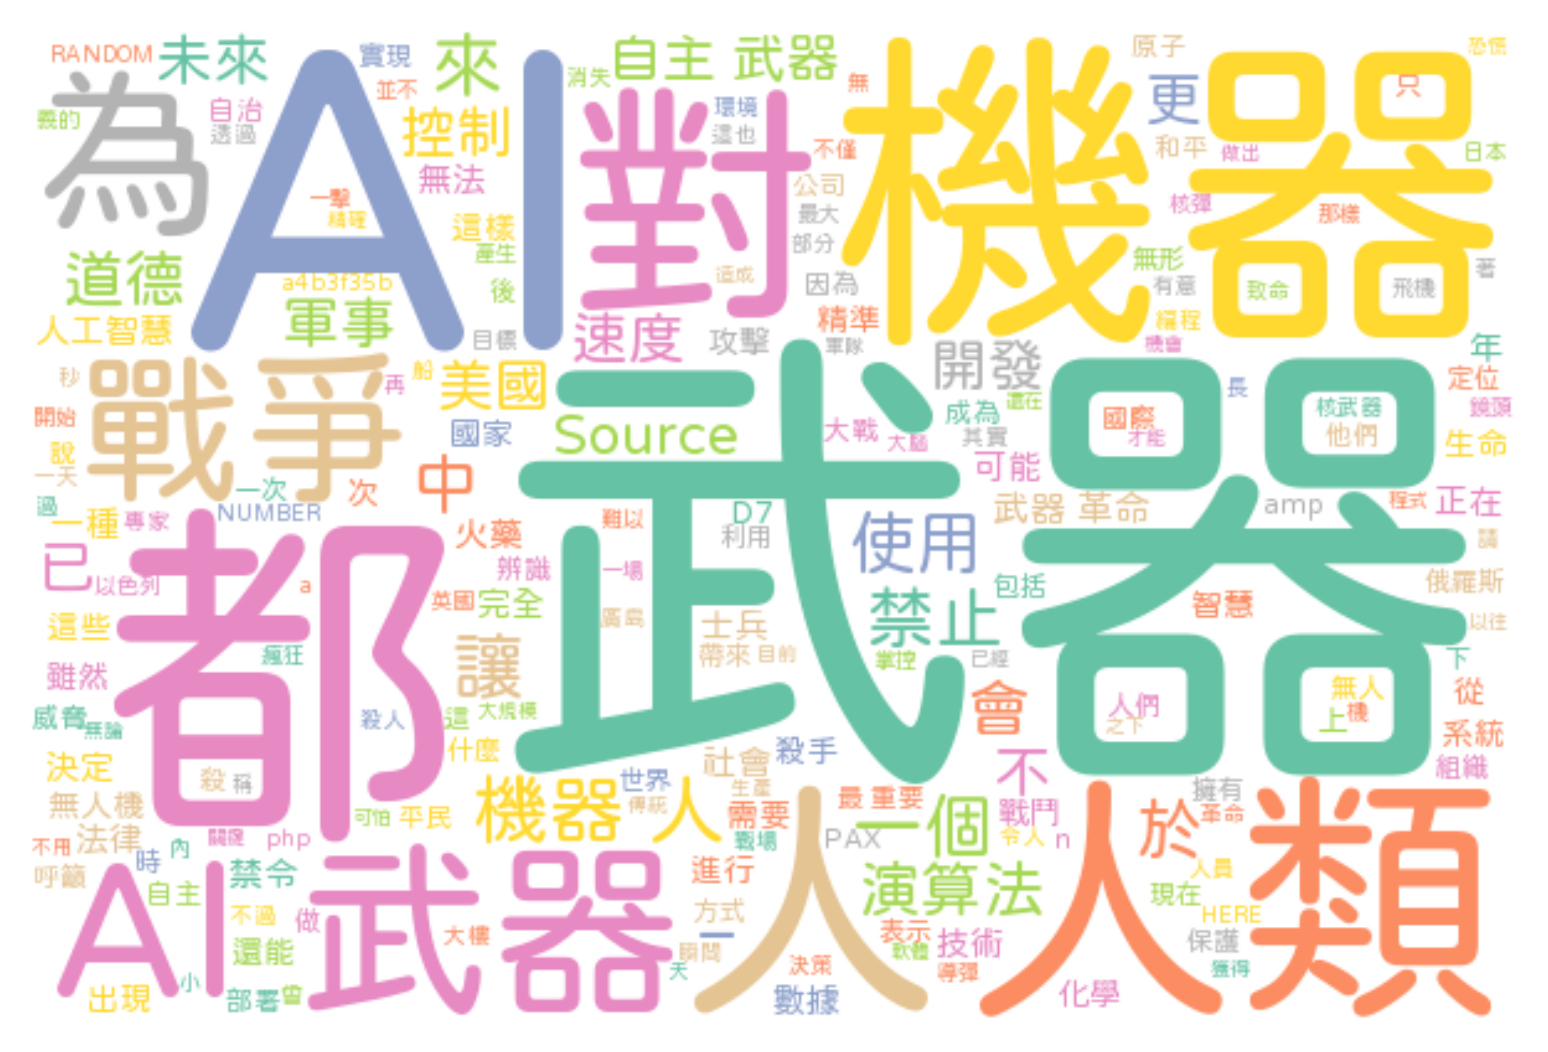 RANDOM
未來
實現
來
消失
自主 武器
原子
恐慌
為
AI
並不
對
環境
無
機器
更
只
義的
自治
透過
控制
這也
不僅
和平
做出
日本
無法
公司
一擊
精確
這樣
最大
核彈
那樣
道德
產生
部分
無形
a4b3f35b
後
造成
因為
有意
致命
飛機
著
人工智慧
軍事
目標
速度
攻擊
精準
軍隊
編程
機會
年
戰爭
秒
再
船
美國
武器
開發
還在
長
定位
開始
國家
Source
大戰
大腦
成為
其實
國際
才能
核武器
他們
鏡頭
生命
說
一天
一次
次
中
可能
過
一種
專家
NUMBER
火藥
難以
D7
利用
使用
武器 革命
amp
程式
正在
請
已
以色列
都
a
辨識
一場
包括
俄羅斯
英國
完全
廣島
士兵
禁止
智慧
以往
這些
瘋狂
讓
帶來
目前
掌控
已經
下
雖然
人們
之下
無人
機
上
從
威脅
無論
殺人
這
大規模
會
系統
決定
什麼
社會
殺手
不
組織
殺
稱
世界
生產
擁有
無人機
可怕
平民
機器 人
傳統
需要
最 重要
一個
戰鬥
革命
於
人類
不用
法律
關鍵
php
戰場
PAX
令人
n
呼籲
時
內
禁令
AI武器
進行
人
演算法
人員
自主
現在
不過
做
方式
HERE
還能
大樓
一
表示
技術
保護
瞬間
軟體
小
天
決策
導彈
獲得
出現
部署
曾
數據
化學